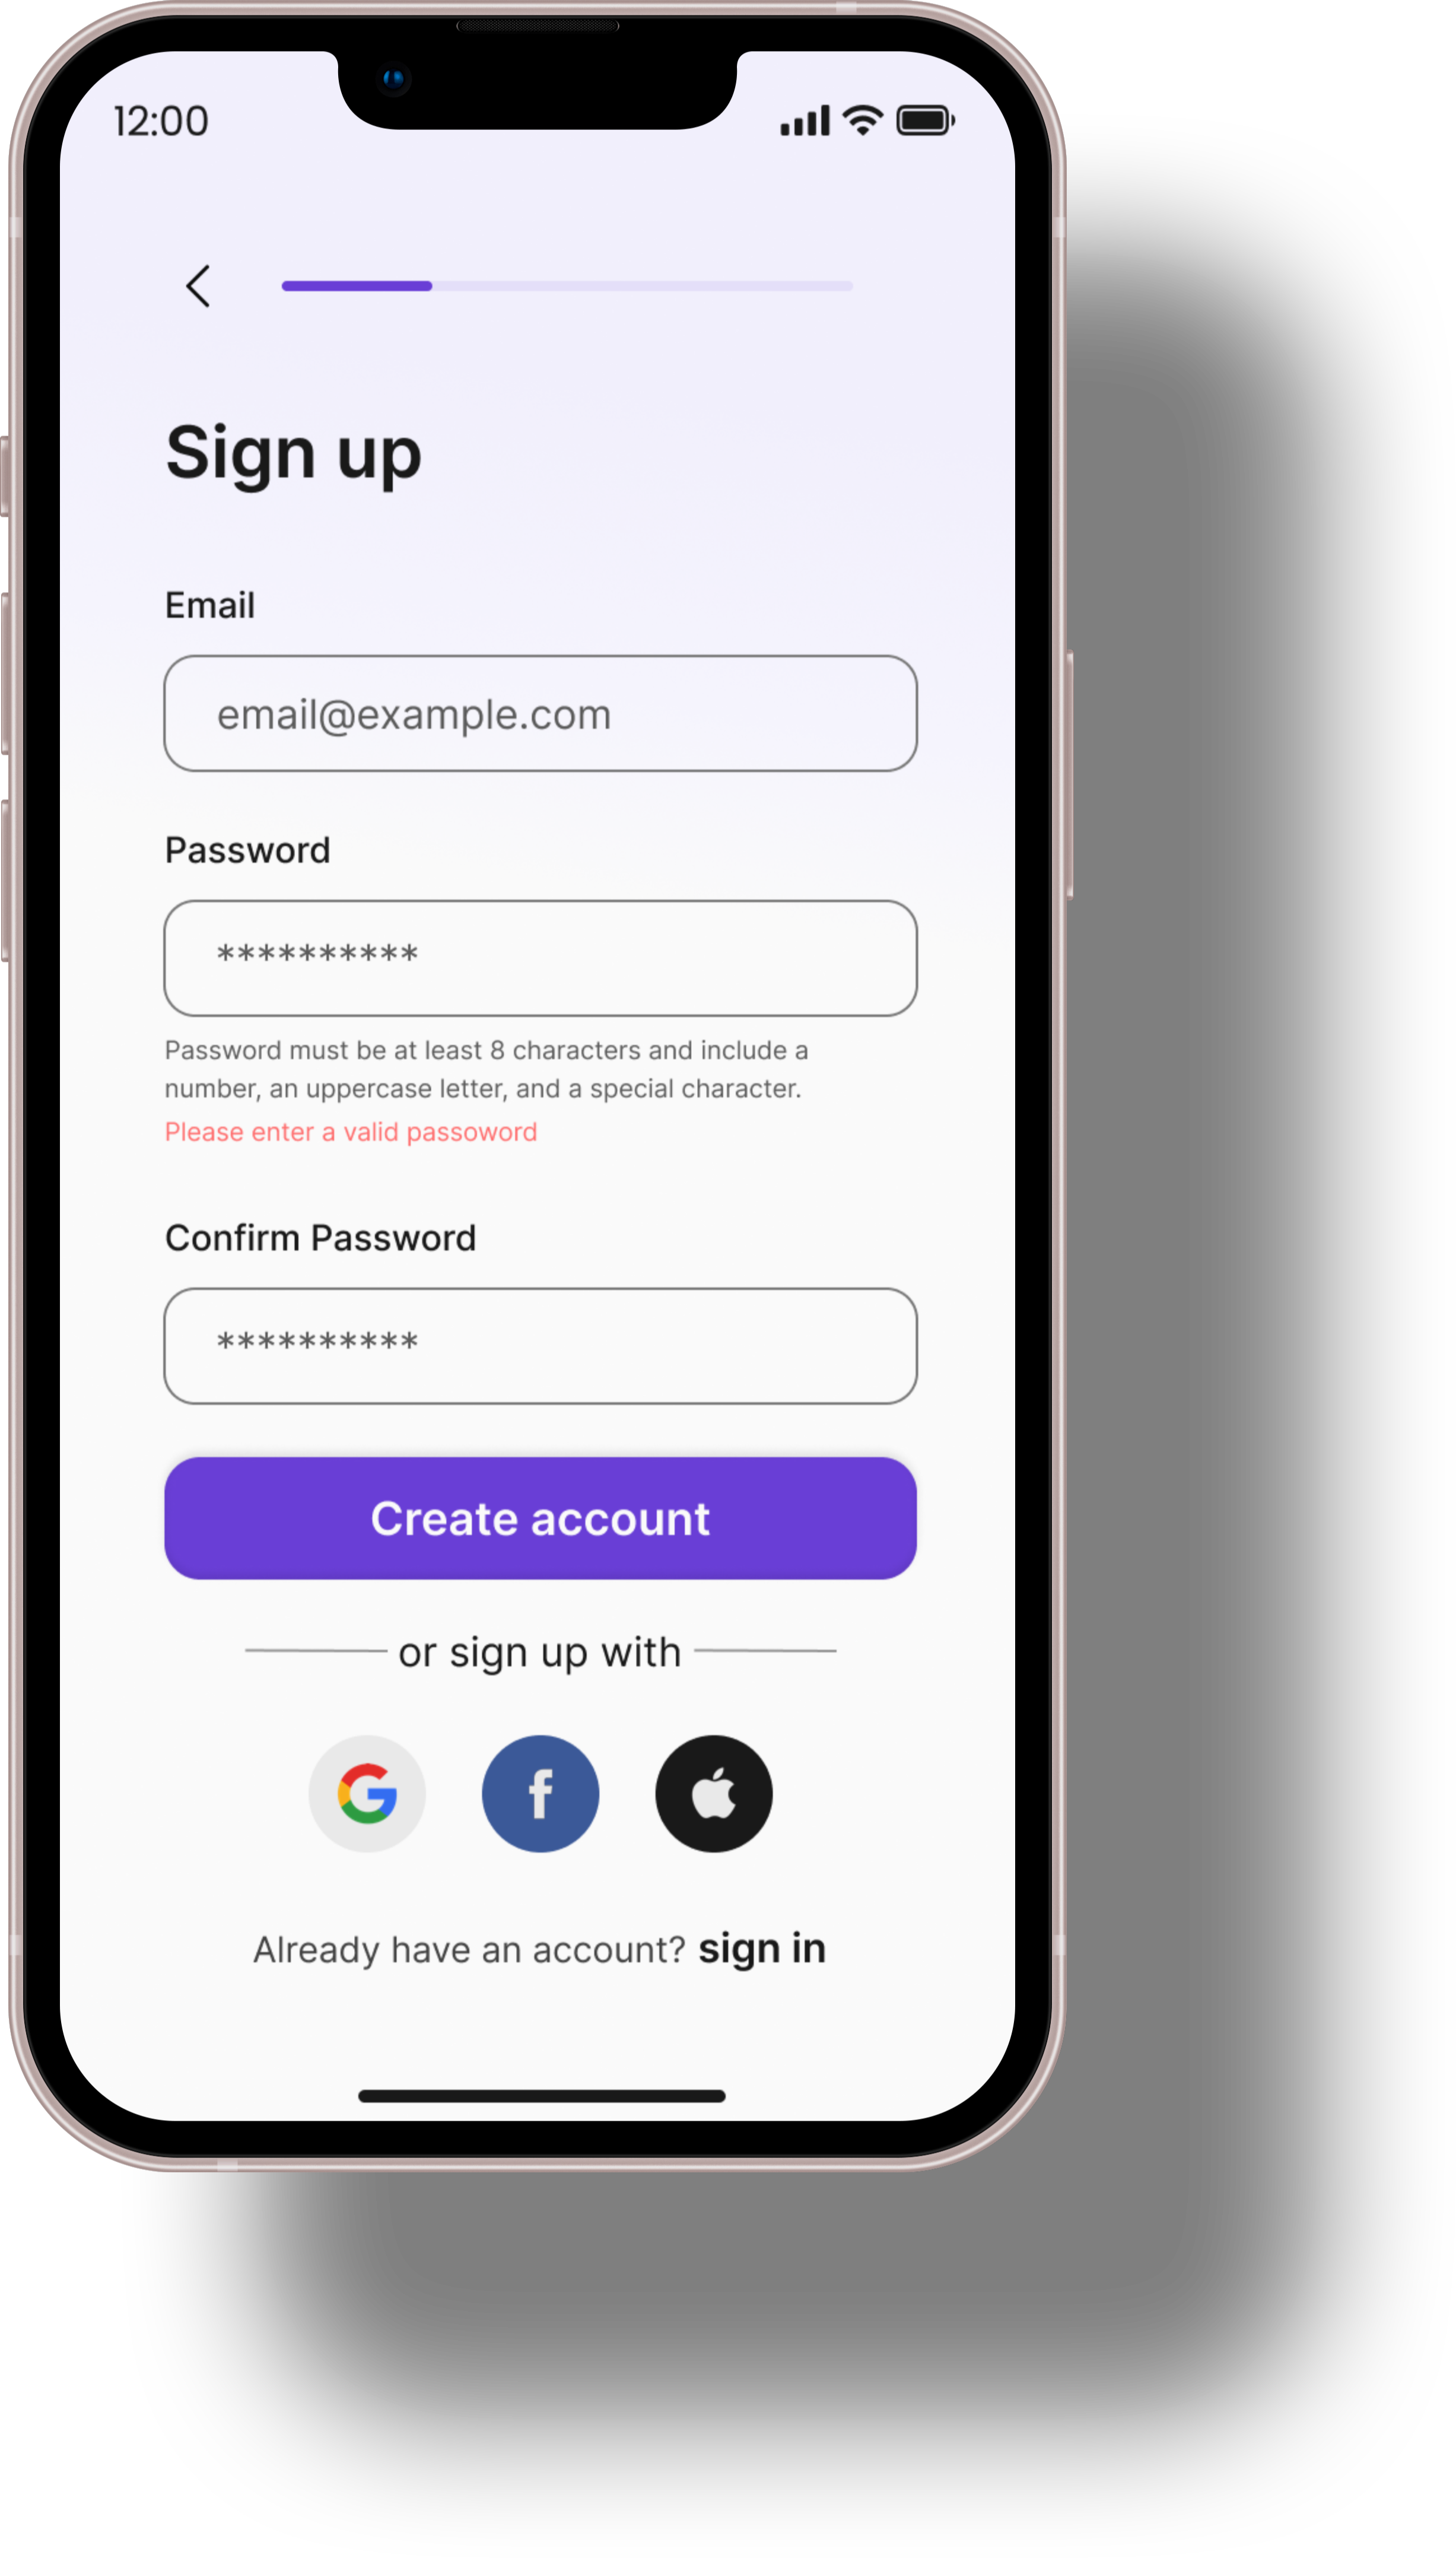 12:00
Sign up
Email
email@example.com
Password
**********
Password must be at least 8 characters and include a
number, an uppercase letter, and a special character.
Please enter a valid passoword
Confirm Password
**********
Create account
or sign up with
Already have an account? sign in